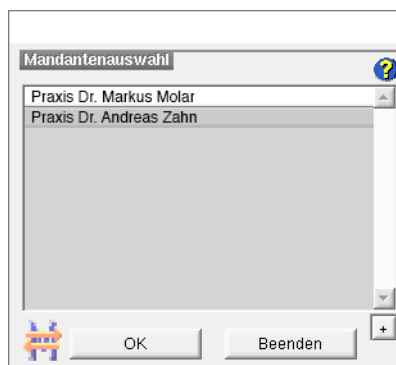 Mandantenauswahl
?
Praxis Dr. Markus Molar
Praxis Dr. Andreas Zahn
+
OK
Beenden